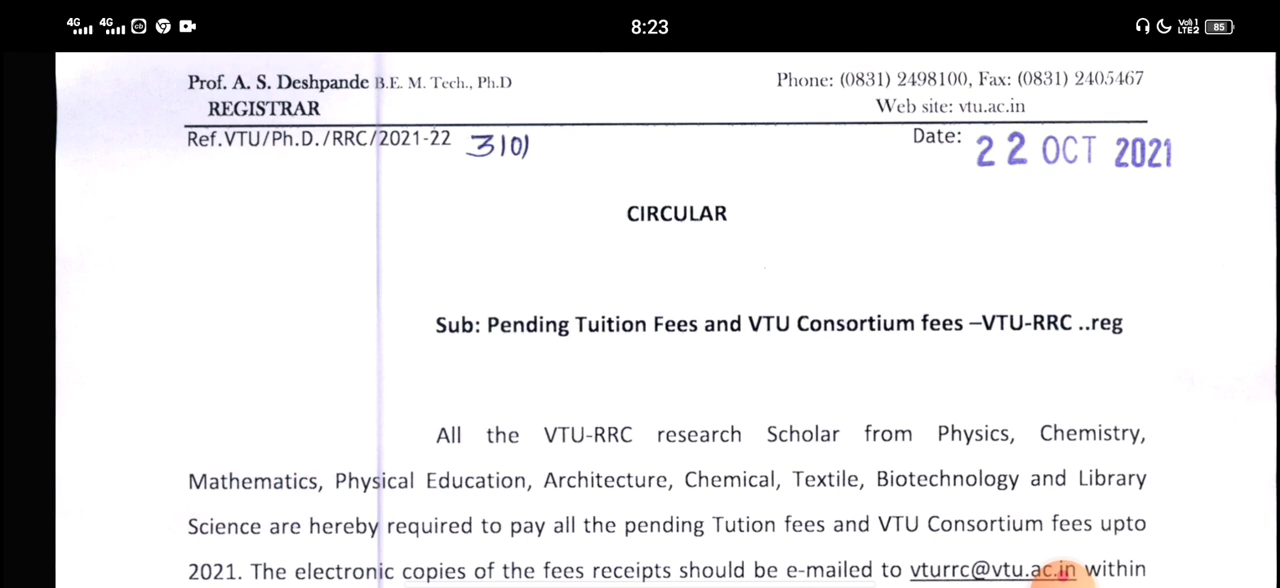 4G 4G cb 8:23 Vo) 1 LTE2 85
Prof. A. S. Deshpande B.E. M. Tech., Ph.D Phone: (0831) 2498100, Fax: (0831) 2405467
REGISTRAR Web site: vtu.ac.in
Ref.VTU/Ph.D./RRC/2021-22 3101 Date: 22 OCT 2021
CIRCULAR
Sub: Pending Tuition Fees and VTU Consortium fees –VTU-RRC ..reg
All the VTU-RRC research Scholar from Physics, Chemistry,
Mathematics, Physical Education, Architecture, Chemical, Textile, Biotechnology and Library
Science are hereby required to pay all the pending Tution fees and VTU Consortium fees upto
2021. The electronic copies of the fees receipts should be e-mailed to vturrc@vtu.ac.in within